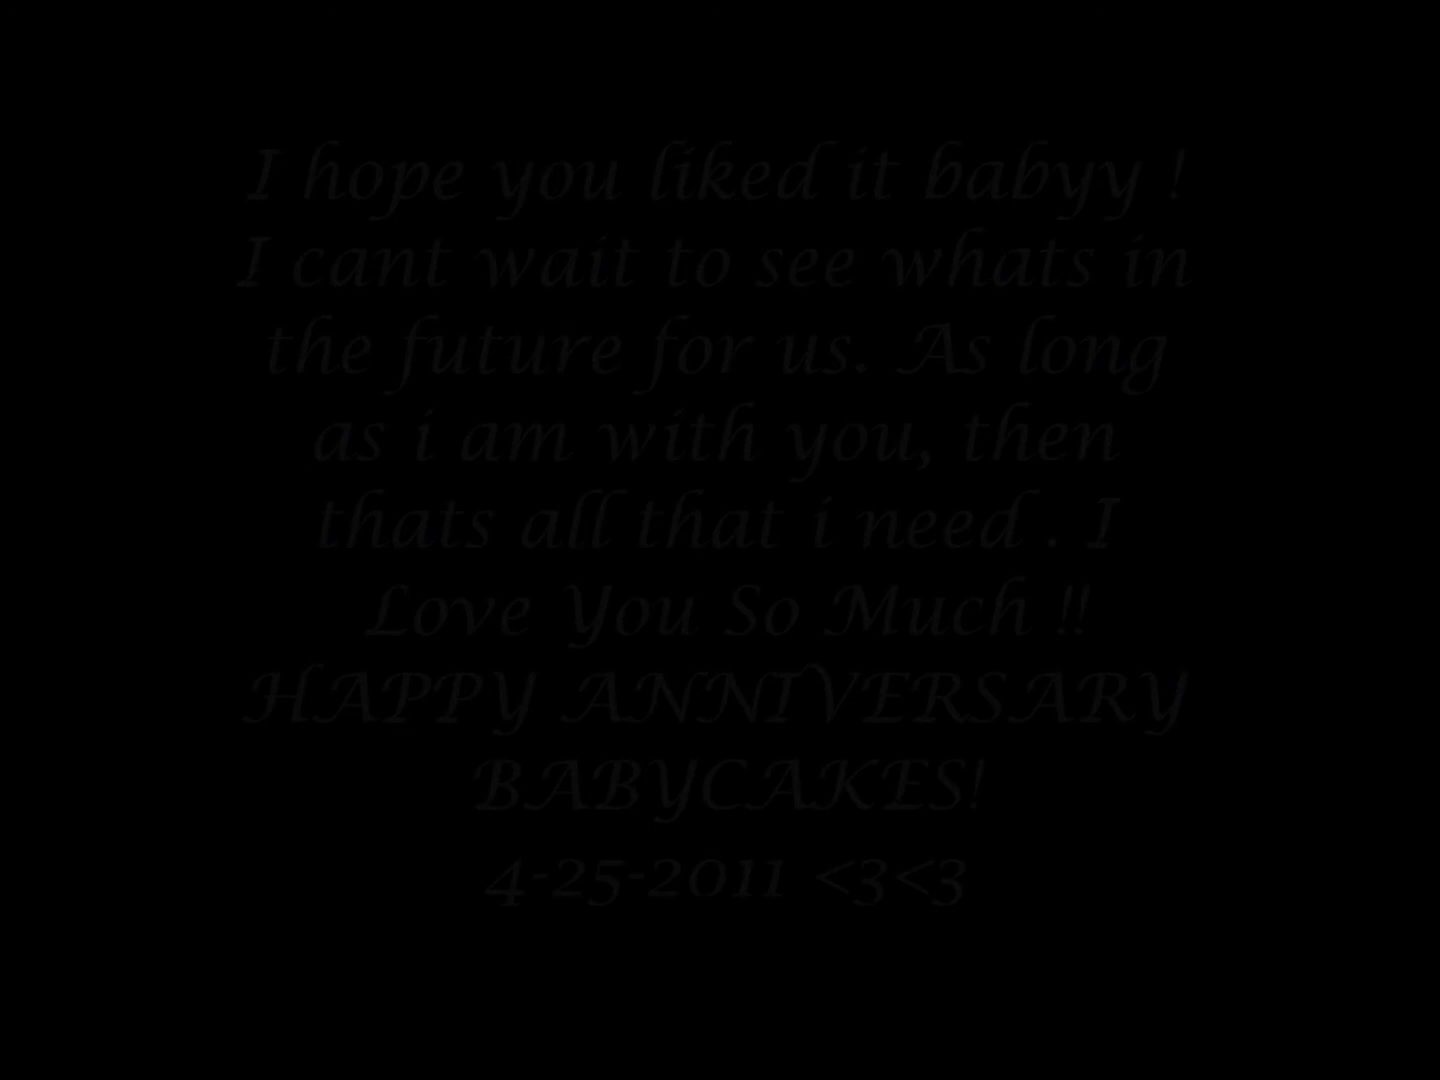 I hope you liked it babyy !
I cant wait to see whats in
the future for us. As long
as i am with you, then
thats all that i need . I
Love You So Much !!
HAPPY ANNIVERSARY
BABYCAKES!
4-25-2011 <3<3